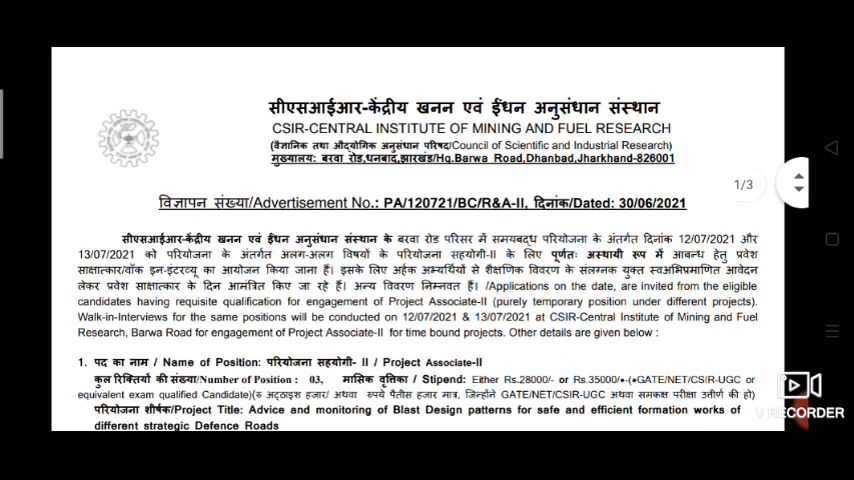 सीएसआईआर-केंद्रीय खनन एवं ईंधन अनुसंधान संस्थान
CSIR-CENTRAL INSTITUTE OF MINING AND FUEL RESEARCH
(वैज्ञानिक तथा औद्योगिक अनुसंधान परिषद/Council of Scientific and Industrial Research)
मुख्यालय: बरवा रोड,धनबाद,झारखंड/Hq.Barwa Road,Dhanbad,Jharkhand-826001
1/3
विज्ञापन संख्या/Advertisement No.: PA/120721/BC/R&A-II, दिनांक/Dated: 30/06/2021
सीएसआईआर-केंद्रीय खनन एवं ईंधन अनुसंधान संस्थान के बरवा रोड परिसर में समयबद्ध परियोजना के अंतर्गत दिनांक 12/07/2021 और
13/07/2021 को परियोजना के अंतर्गत अलग-अलग विषयों के परियोजना सहयोगी-II के लिए पूर्णतः अस्थायी रूप में आबन्ध हेतु प्रवेश
साक्षात्कार/वॉक इन-इंटरव्यू का आयोजन किया जाना हैं। इसके लिए अर्हक अभ्यर्थियों से शैक्षणिक विवरण के संलग्नक युक्त स्वअभिप्रमाणित आवेदन
लेकर प्रवेश साक्षात्कार के दिन आमंत्रित किए जा रहे हैं। अन्य विवरण निम्नवत हैं।/Applications on the date, are invited from the eligible
candidates having requisite qualification for engagement of Project Associate-II (purely temporary position under different projects).
Walk-in-Interviews for the same positions will be conducted on 12/07/2021 & 13/07/2021 at CSIR-Central Institute of Mining and Fuel
Research, Barwa Road for engagement of Project Associate-II for time bound projects. Other details are given below :
1. पद का नाम / Name of Position: परियोजना सहयोगी- II / Project Associate-II
कुल रिक्तियों की संख्या/Number of Position : 03, मासिक वृत्तिका / Stipend: Either Rs.28000/- or Rs.35000/•-(•GATE/NET/CSIR-UGC or
equivalent exam qualified Candidate)(रु अट्ठाइश हजार/ अथवा रुपये पैंतीस हजार मात्र, जिन्होंने GATE/NET/CSIR-UGC अथवा समकक्ष परीक्षा उत्तीर्ण की हो)
परियोजना शीर्षक/Project Title: Advice and monitoring of Blast Design patterns for safe and efficient formation works of
different strategic Defence Roads
V RECORDER